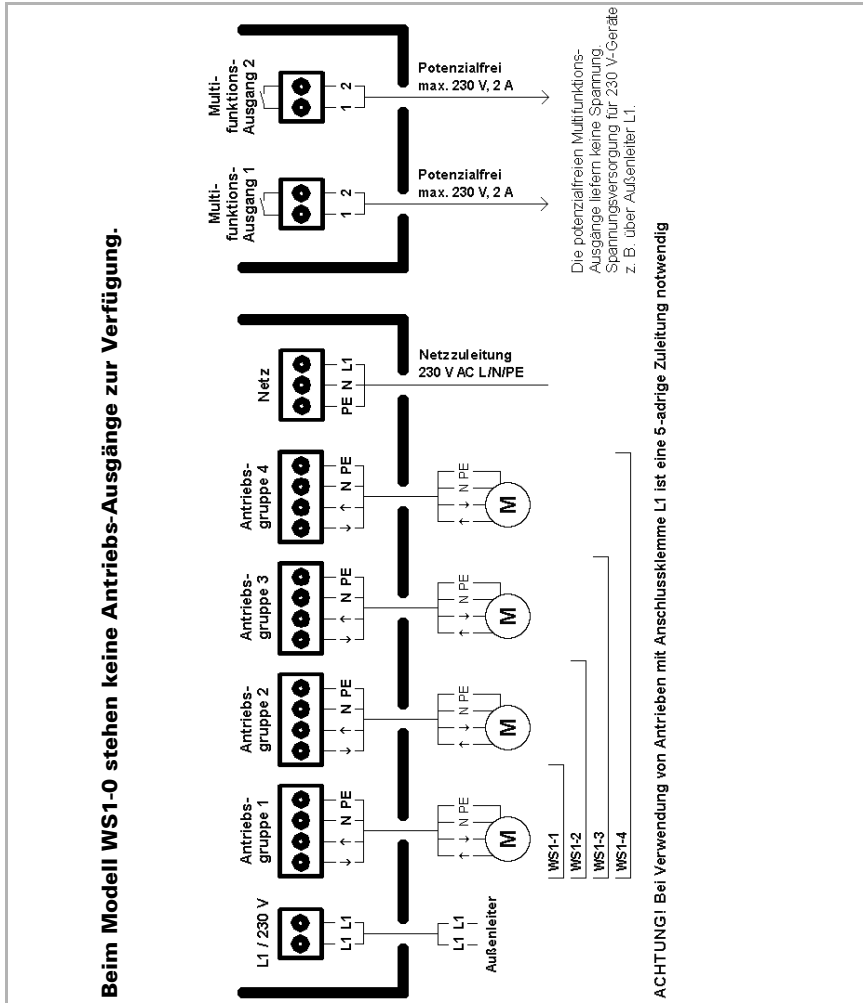 Beim Modell WS1-0 stehen keine Antriebs-Ausgänge zur Verfügung.
L1 / 230 V
L1 L1
L1 L1
Außenleiter
Antriebs-
gruppe 1
↓ ↑ N PE
↑ ↓ N PE
M
Antriebs-
gruppe 2
↓ ↑ N PE
↑ ↓ N PE
M
Antriebs-
gruppe 3
↓ ↑ N PE
↑ ↓ N PE
M
Antriebs-
gruppe 4
↓ ↑ N PE
↑ ↓ N PE
M
Netz
PE N L1
Netzzuleitung
230 V AC L/N/PE
Multi-
funktions-
Ausgang 1
1 2
Potenzialfrei
max. 230 V, 2 A
Multi-
funktions-
Ausgang 2
1 2
Potenzialfrei
max. 230 V, 2 A
WS1-1
WS1-2
WS1-3
WS1-4
Die potenzialfreien Multifunktions-
Ausgänge liefern keine Spannung.
Spannungsversorgung für 230 V-Geräte
z. B. über Außenleiter L1.
ACHTUNG! Bei Verwendung von Antrieben mit Anschlussklemme L1 ist eine 5-adrige Zuleitung notwendig